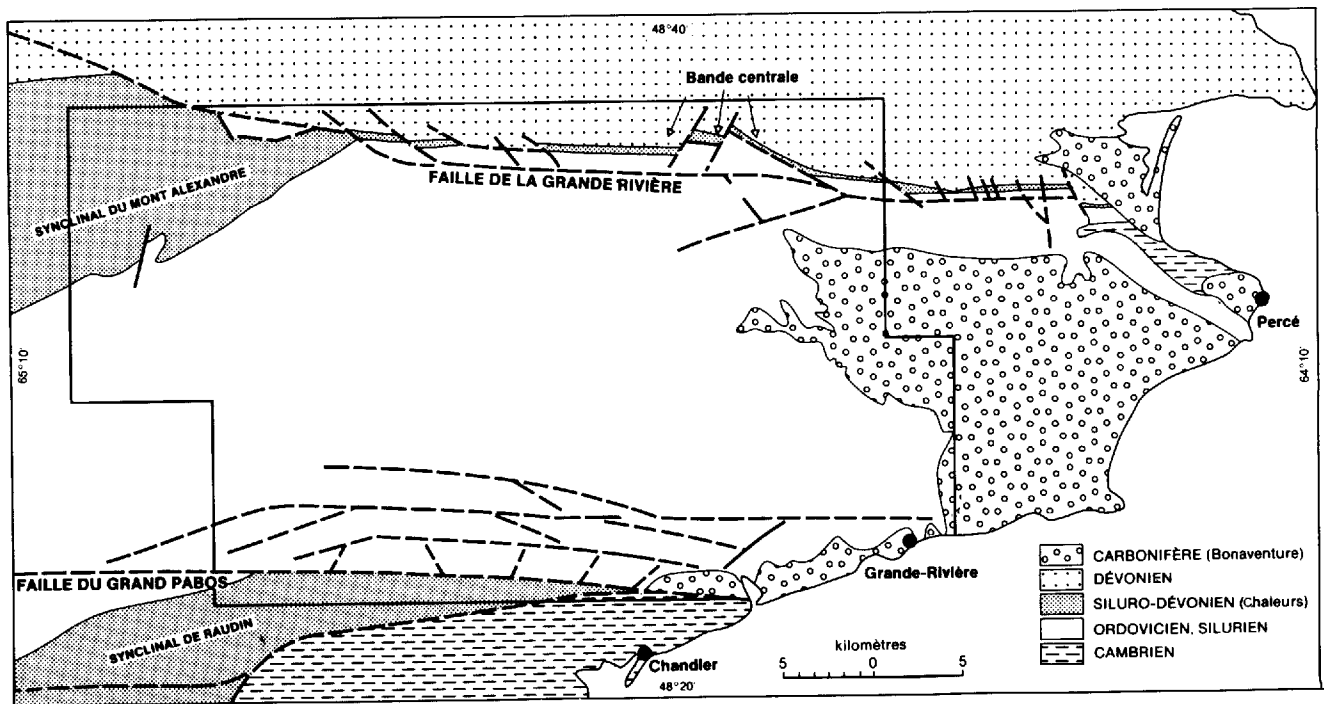 48°40'
Bande centrale
FAILLE DE LA GRANDE RIVIÈRE
SYNCLINAL DU MONT ALEXANDRE
Percé
65°10'
64°10'
FAILLE DU GRAND PABOS
Grande-Rivière
SYNCLINAL DE RAUDIN
Chandler
48°20'
kilomètres
5 0 5
CARBONIFÈRE (Bonaventure)
DÉVONIEN
SILURO-DÉVONIEN (Chaleurs)
ORDOVICIEN, SILURIEN
CAMBRIEN